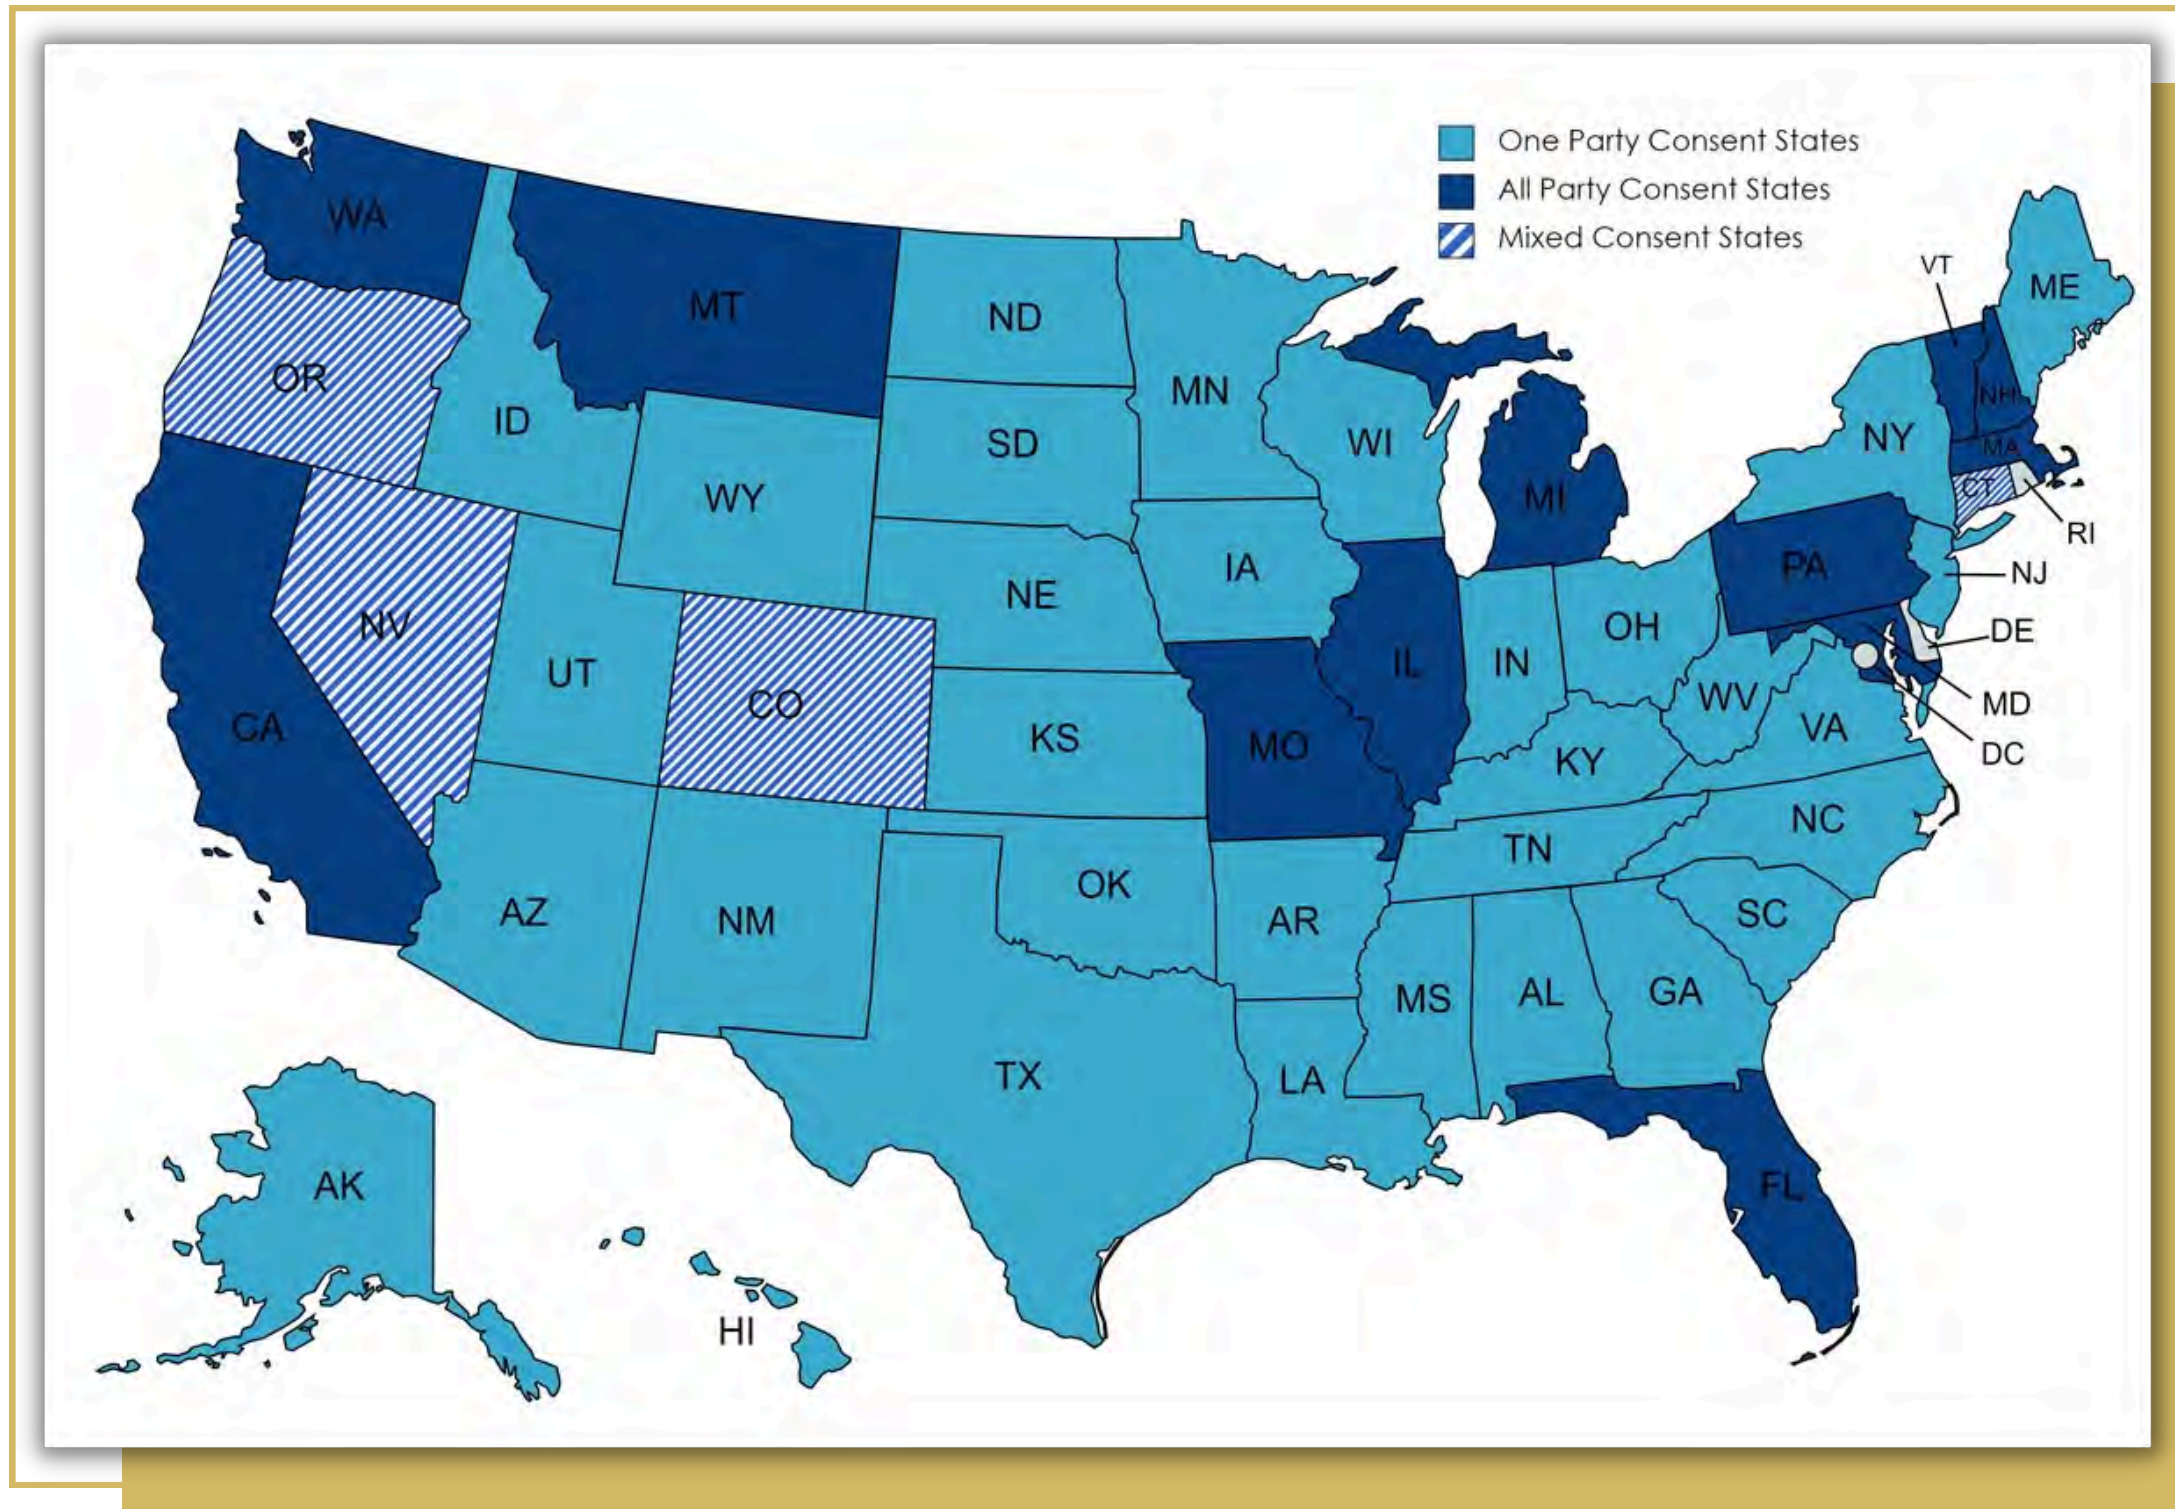 One Party Consent States
All Party Consent States
Mixed Consent States
WA
MT
ND
MN
VT
ME
OR
ID
SD
WI
MI
NY
NH
MA
CT
RI
WY
NE
IA
PA
NJ
NV
UT
CO
IL
IN
OH
DE
CA
KS
MO
KY
WV
VA
MD
DC
AZ
NM
OK
AR
TN
NC
SC
TX
LA
MS
AL
GA
FL
AK
HI